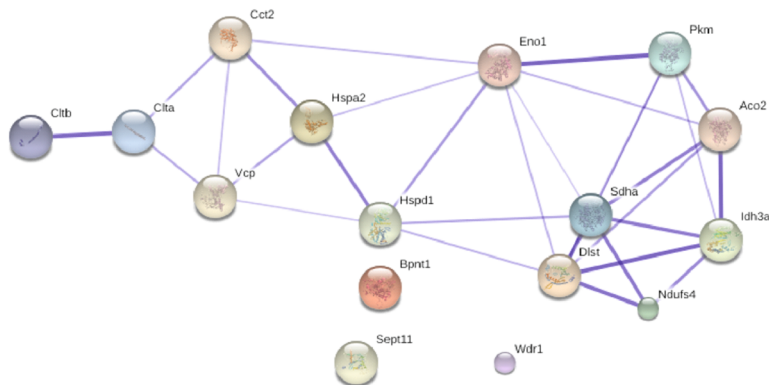 Cct2
Eno1
Pkm
Hspa2
Cltb
Clta
Aco2
Vcp
Sdha
Hspd1
Idh3a
Dlst
Bpnt1
Ndufs4
Sept11
Wdr1